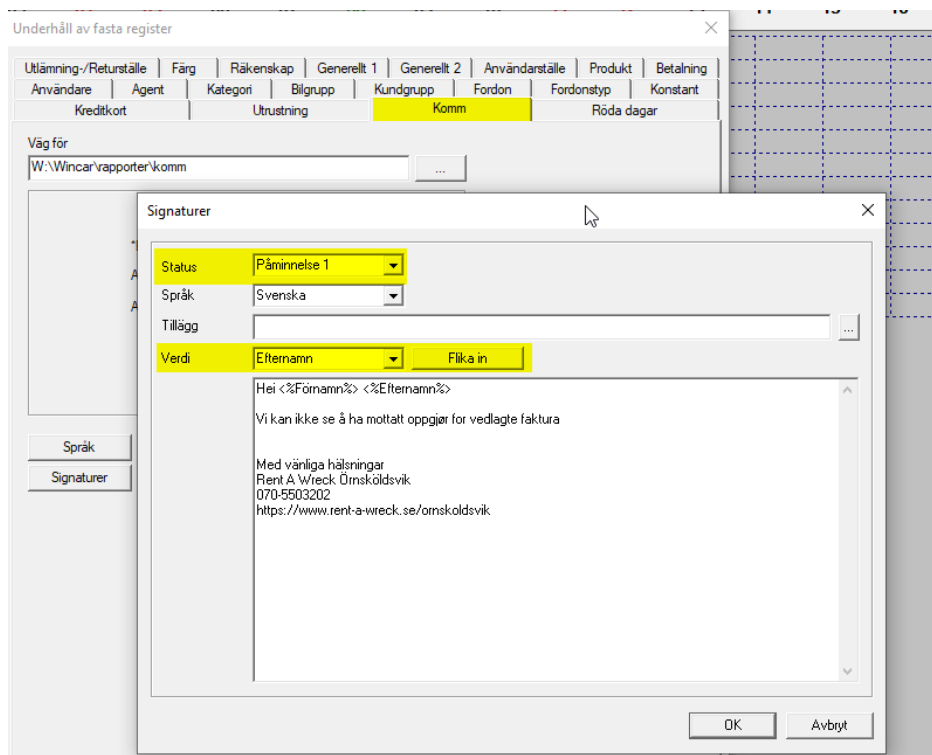 Underhåll av fasta register
Utlämning-/Returställe Färg Räkenskap Generellt 1 Generellt 2 Användarställe Produkt Betalning
Användare Agent Kategori Bilgrupp Kundgrupp Fordon Fordonstyp Konstant
Kreditkort Utrustning Komm Röda dagar
Väg för
W:\Wincar\rapporter\komm ...
Signaturer
Status Påminnelse 1
Språk Svenska
Tillägg ...
Verdi Efternamn Flika in
Hei <%Förnamn%> <%Efternamn%>
Vi kan ikke se å ha mottatt oppgjør for vedlagte faktura
Med vänliga hälsningar
Rent A Wreck Örnsköldsvik
070-5503202
https://www.rent-a-wreck.se/ornskoldsvik
Språk
Signaturer
OK Avbryt